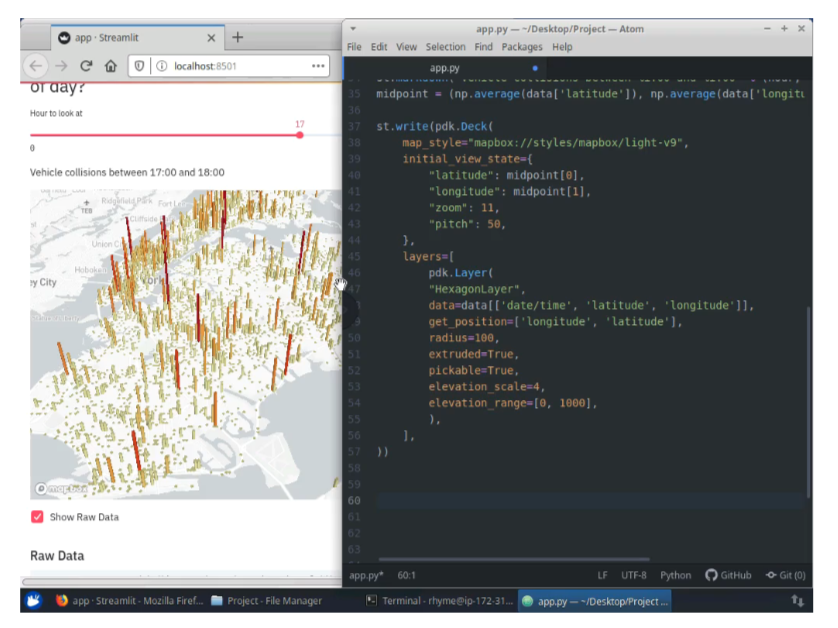 app · Streamlit
localhost:8501
of day?
Hour to look at
17
0
Vehicle collisions between 17:00 and 18:00
Ridgefield Park
Fort L
TEB
Cliffside
Union C
Hoboke
ey City
York
mapbox
Show Raw Data
Raw Data
app.py — ~/Desktop/Project — Atom
File Edit View Selection Find Packages Help
app.py
35 midpoint = (np.average(data['latitude']), np.average(data['longitu
36
37 st.write(pdk.Deck(
38 map_style="mapbox://styles/mapbox/light-v9",
39 initial_view_state={
40 "latitude": midpoint[0],
41 "longitude": midpoint[1],
42 "zoom": 11,
43 "pitch": 50,
44 },
45 layers=[
46 pdk.Layer(
47 "HexagonLayer",
data=data[['date/time', 'latitude', 'longitude']],
get_position=['longitude', 'latitude'],
50 radius=100,
51 extruded=True,
52 pickable=True,
53 elevation_scale=4,
54 elevation_range=[0, 1000],
55 ),
56 ],
57 ))
58
59
60
61
62
63
app.py* 60:1 LF UTF-8 Python GitHub Git (0)
app · Streamlit - Mozilla Firef... Project - File Manager Terminal - rhyme@ip-172-31... app.py — ~/Desktop/Project ...